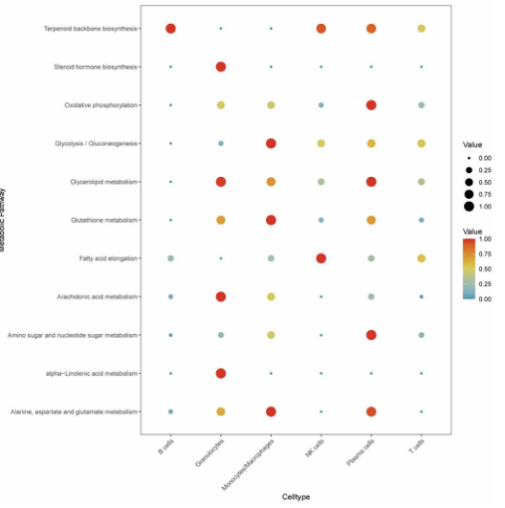 Terpenoid backbone biosynthesis
Steroid hormone biosynthesis
Oxidative phosphorylation
Glycolysis / Gluconeogenesis
Glycerolipid metabolism
Glutathione metabolism
Fatty acid elongation
Arachidonic acid metabolism
Amino sugar and nucleotide sugar metabolism
alpha-Linolenic acid metabolism
Alanine, aspartate and glutamate metabolism
Metabolic Pathway
B cells
Granulocytes
Monocytes/Macrophages
NK cells
Plasma cells
T cells
Celltype
Value
0.00
0.25
0.50
0.75
1.00
Value
1.00
0.75
0.50
0.25
0.00